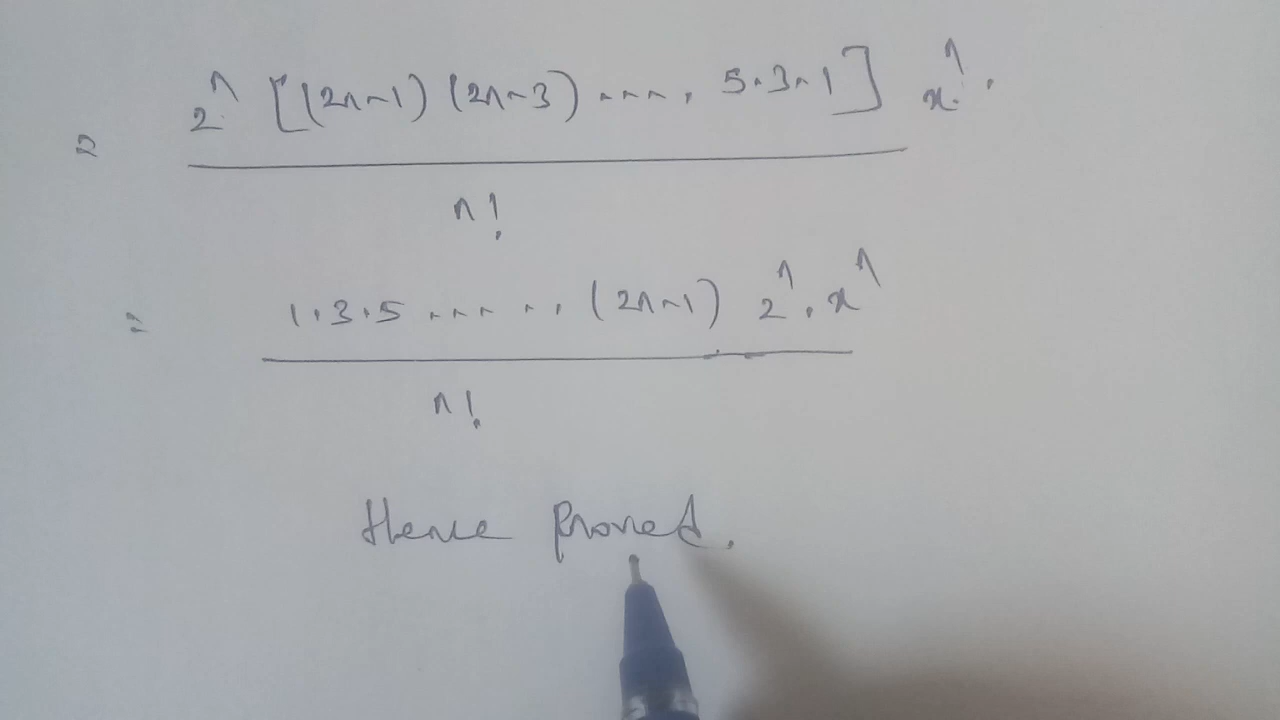 = 2^n [(2n-1) (2n-3) ...., 5.3.1] x^n.
n!
= 1.3.5 ...... (2n-1) 2^n . x^n
n!
Hence proved.